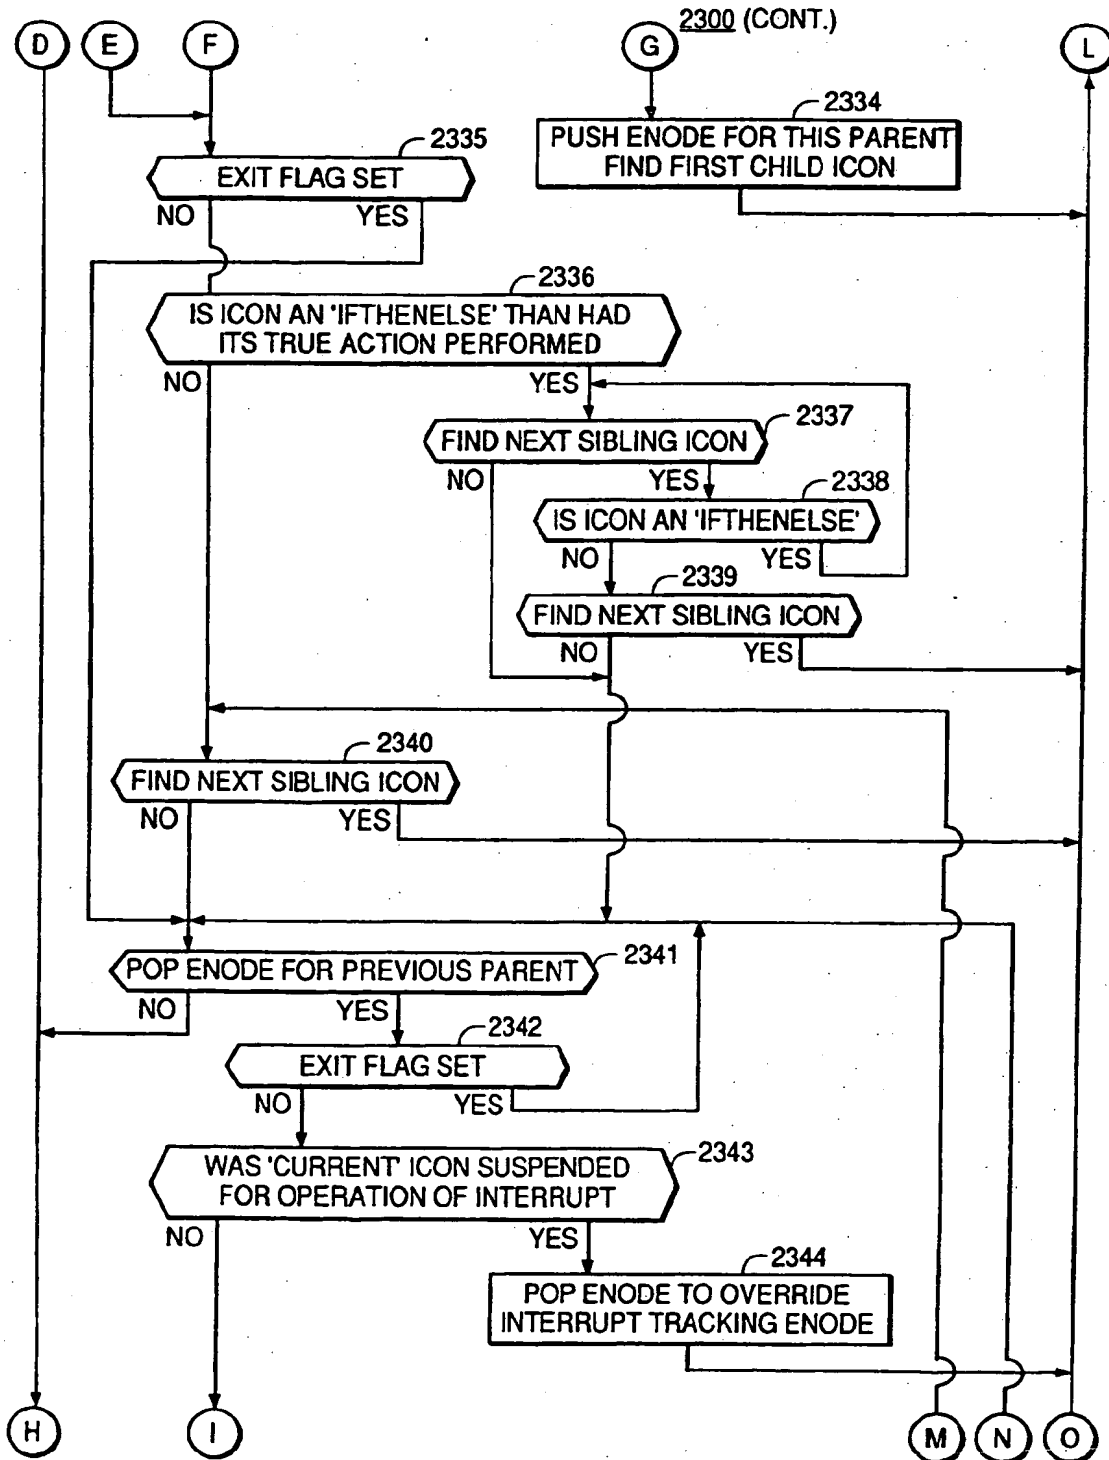 2300 (CONT.)
D
E
F
G
L
2334
PUSH ENODE FOR THIS PARENT
FIND FIRST CHILD ICON
2335
EXIT FLAG SET
NO
YES
2336
IS ICON AN 'IFTHENELSE' THAN HAD
ITS TRUE ACTION PERFORMED
NO
YES
2337
FIND NEXT SIBLING ICON
NO
YES
2338
IS ICON AN 'IFTHENELSE'
NO
YES
2339
FIND NEXT SIBLING ICON
NO
YES
2340
FIND NEXT SIBLING ICON
NO
YES
2341
POP ENODE FOR PREVIOUS PARENT
NO
YES
2342
EXIT FLAG SET
NO
YES
2343
WAS 'CURRENT' ICON SUSPENDED
FOR OPERATION OF INTERRUPT
NO
YES
2344
POP ENODE TO OVERRIDE
INTERRUPT TRACKING ENODE
H
I
M
N
O